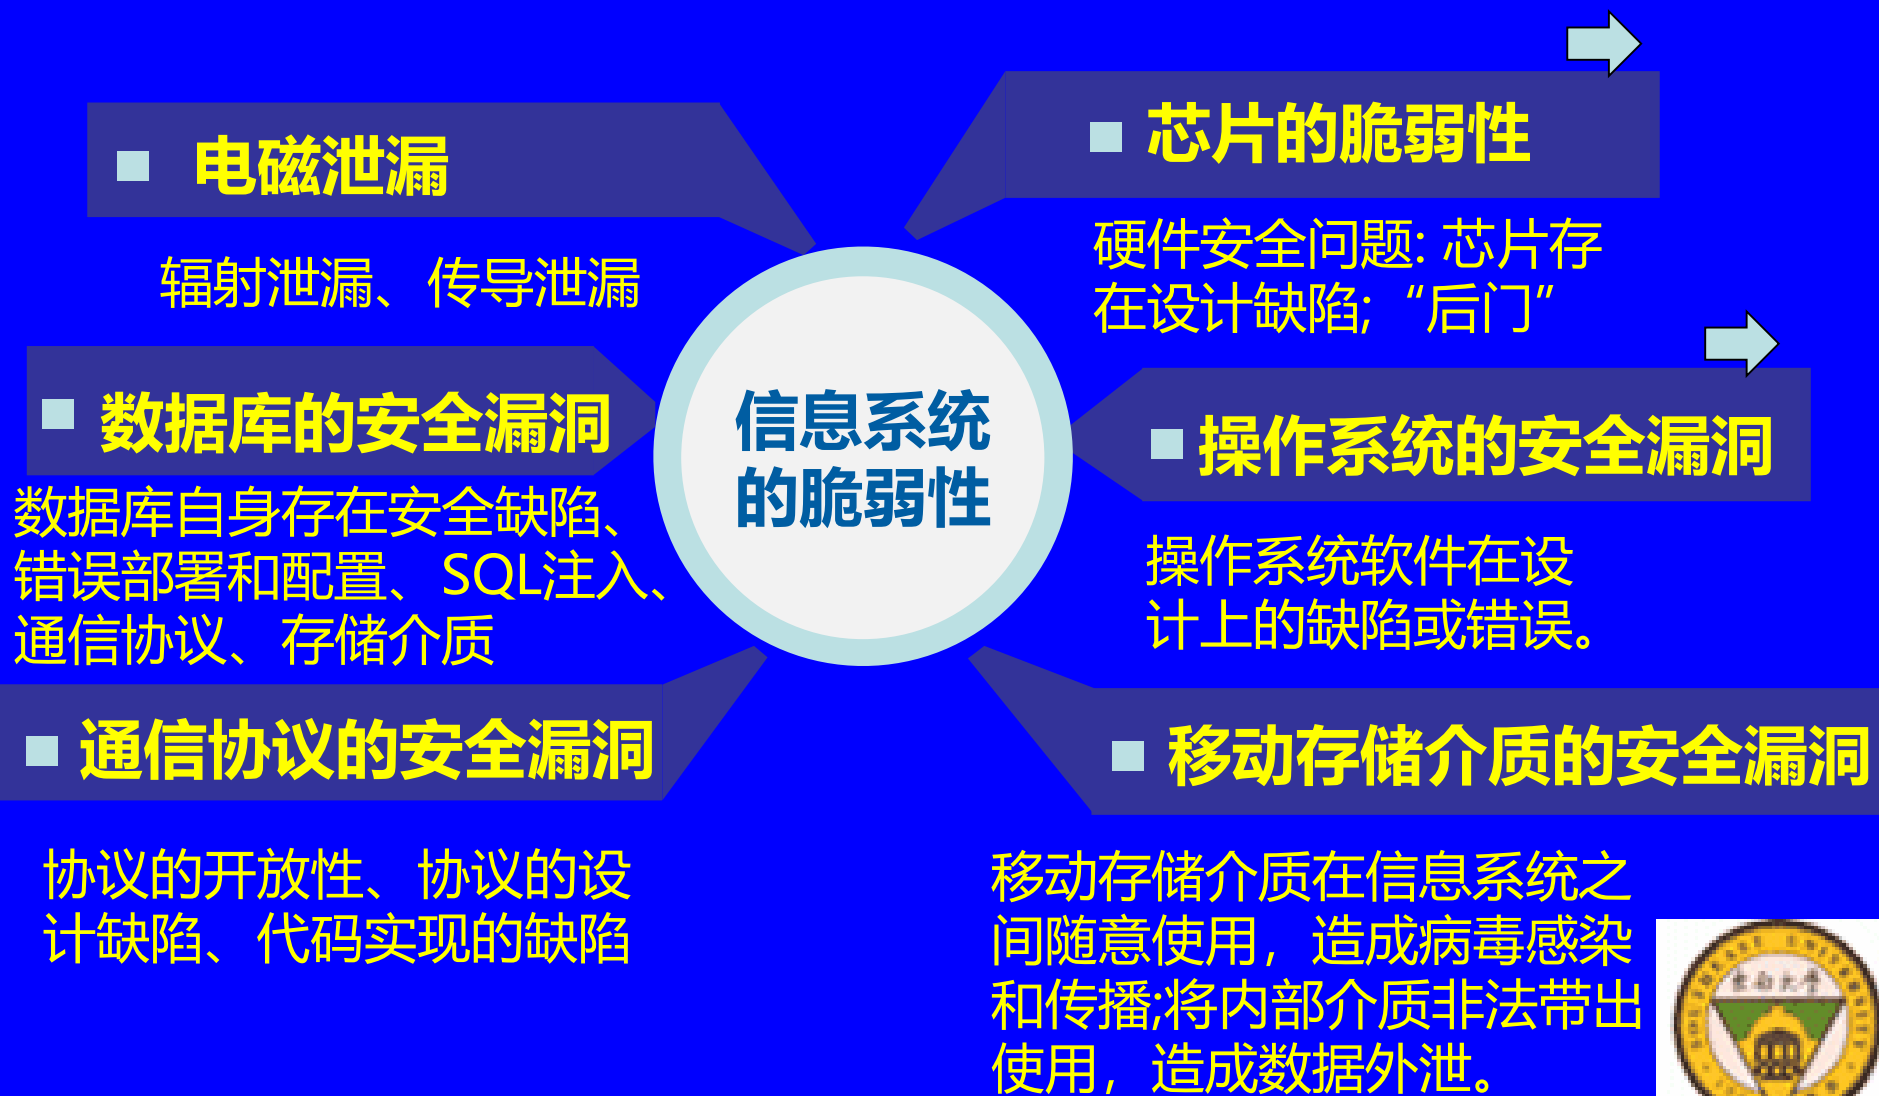 电磁泄漏
辐射泄漏、传导泄漏
数据库的安全漏洞
数据库自身存在安全缺陷、
错误部署和配置、SQL注入、
通信协议、存储介质
通信协议的安全漏洞
协议的开放性、协议的设
计缺陷、代码实现的缺陷
信息系统
的脆弱性
芯片的脆弱性
硬件安全问题: 芯片存
在设计缺陷;“后门”
操作系统的安全漏洞
操作系统软件在设
计上的缺陷或错误。
移动存储介质的安全漏洞
移动存储介质在信息系统之
间随意使用，造成病毒感染
和传播;将内部介质非法带出
使用，造成数据外泄。